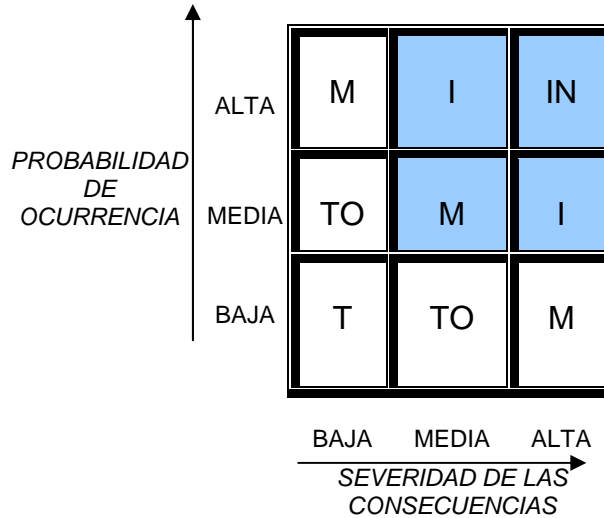 ALTA M I IN
PROBABILIDAD
DE
OCURRENCIA
MEDIA TO M I
BAJA T TO M
BAJA MEDIA ALTA
SEVERIDAD DE LAS
CONSECUENCIAS